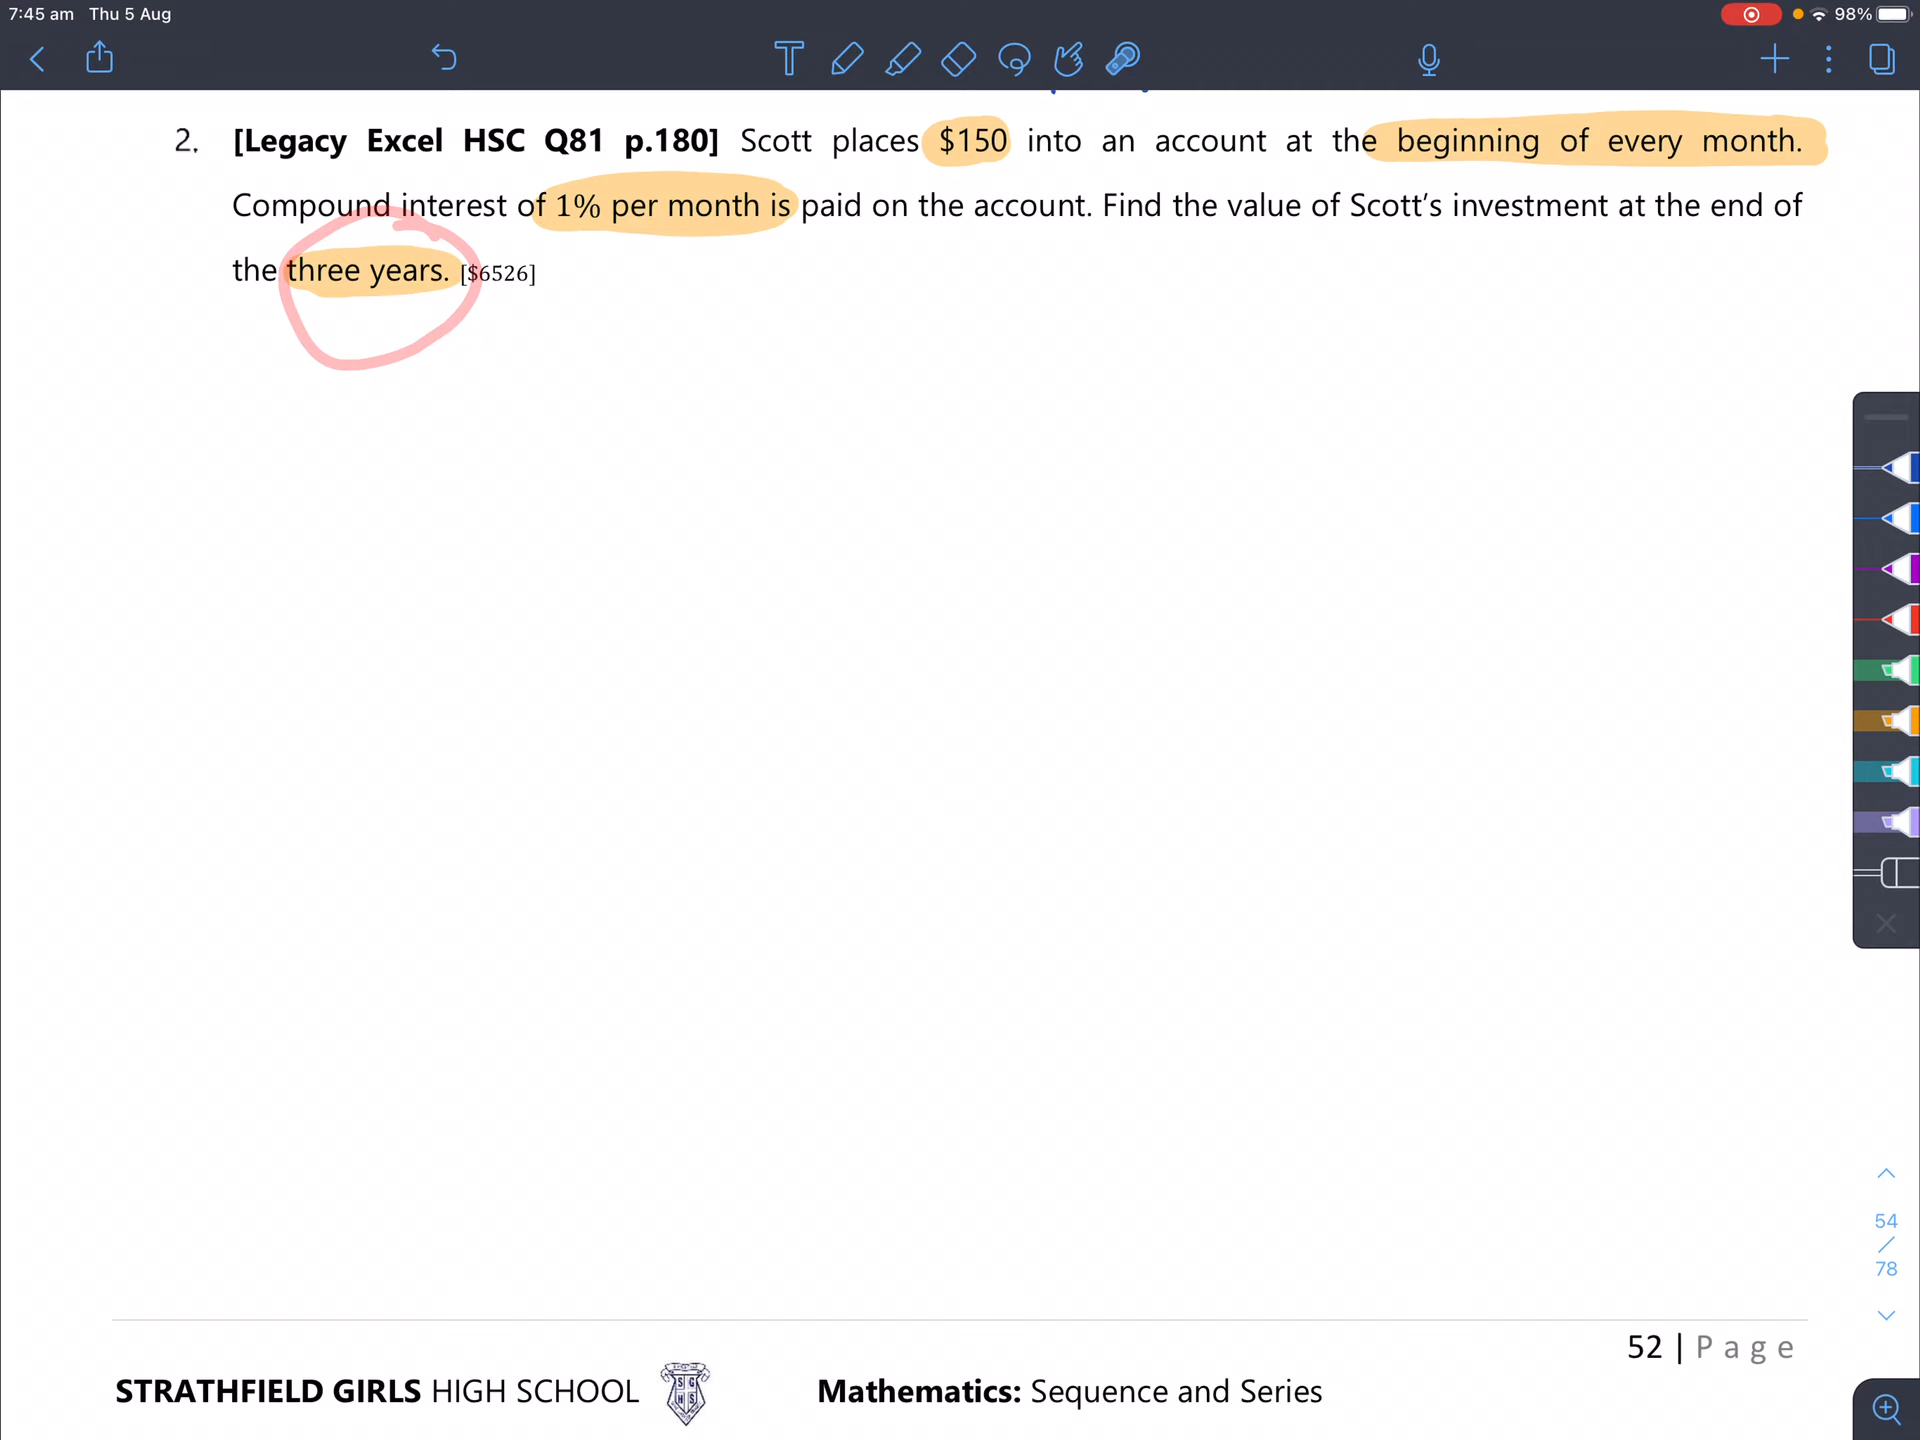 7:45 am Thu 5 Aug
98%
2. [Legacy Excel HSC Q81 p.180] Scott places $150 into an account at the beginning of every month.
Compound interest of 1% per month is paid on the account. Find the value of Scott's investment at the end of
the three years. [$6526]
54
/
78
52 | Page
STRATHFIELD GIRLS HIGH SCHOOL
S G
H S
Mathematics: Sequence and Series